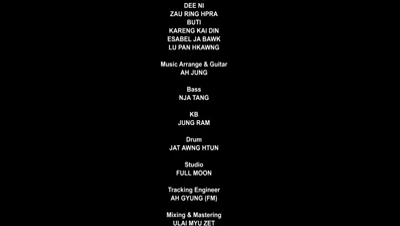 DEE NI
ZAU RING HPRA
BUTI
KARENG KAI DIN
ESABEL JA BAWK
LU PAN HKAWNG
Music Arrange & Guitar
AH JUNG
Bass
NJA TANG
KB
JUNG RAM
Drum
JAT AWNG HTUN
Studio
FULL MOON
Tracking Engineer
AH GYUNG (FM)
Mixing & Mastering
ULAI MYU ZET